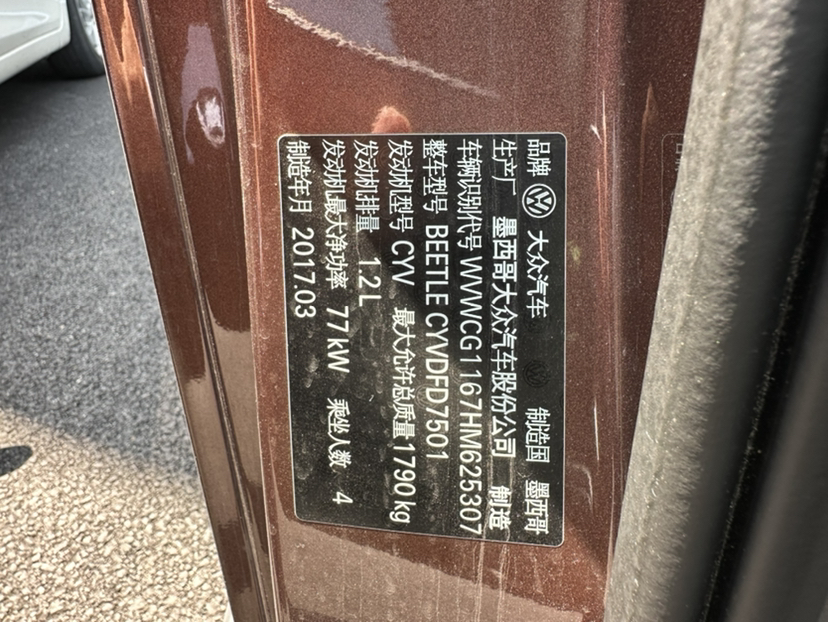 品牌 大众汽车 制造国 墨西哥
生产厂 墨西哥大众汽车股份公司 制造
车辆识别代号 WVWCG1167HM625307
整车型号 BEETLE CYVDFD7501
发动机型号 CYV 最大允许总质量 1790 kg
发动机排量 1.2 L
发动机最大净功率 77 kW 乘坐人数 4
制造年月 2017.03